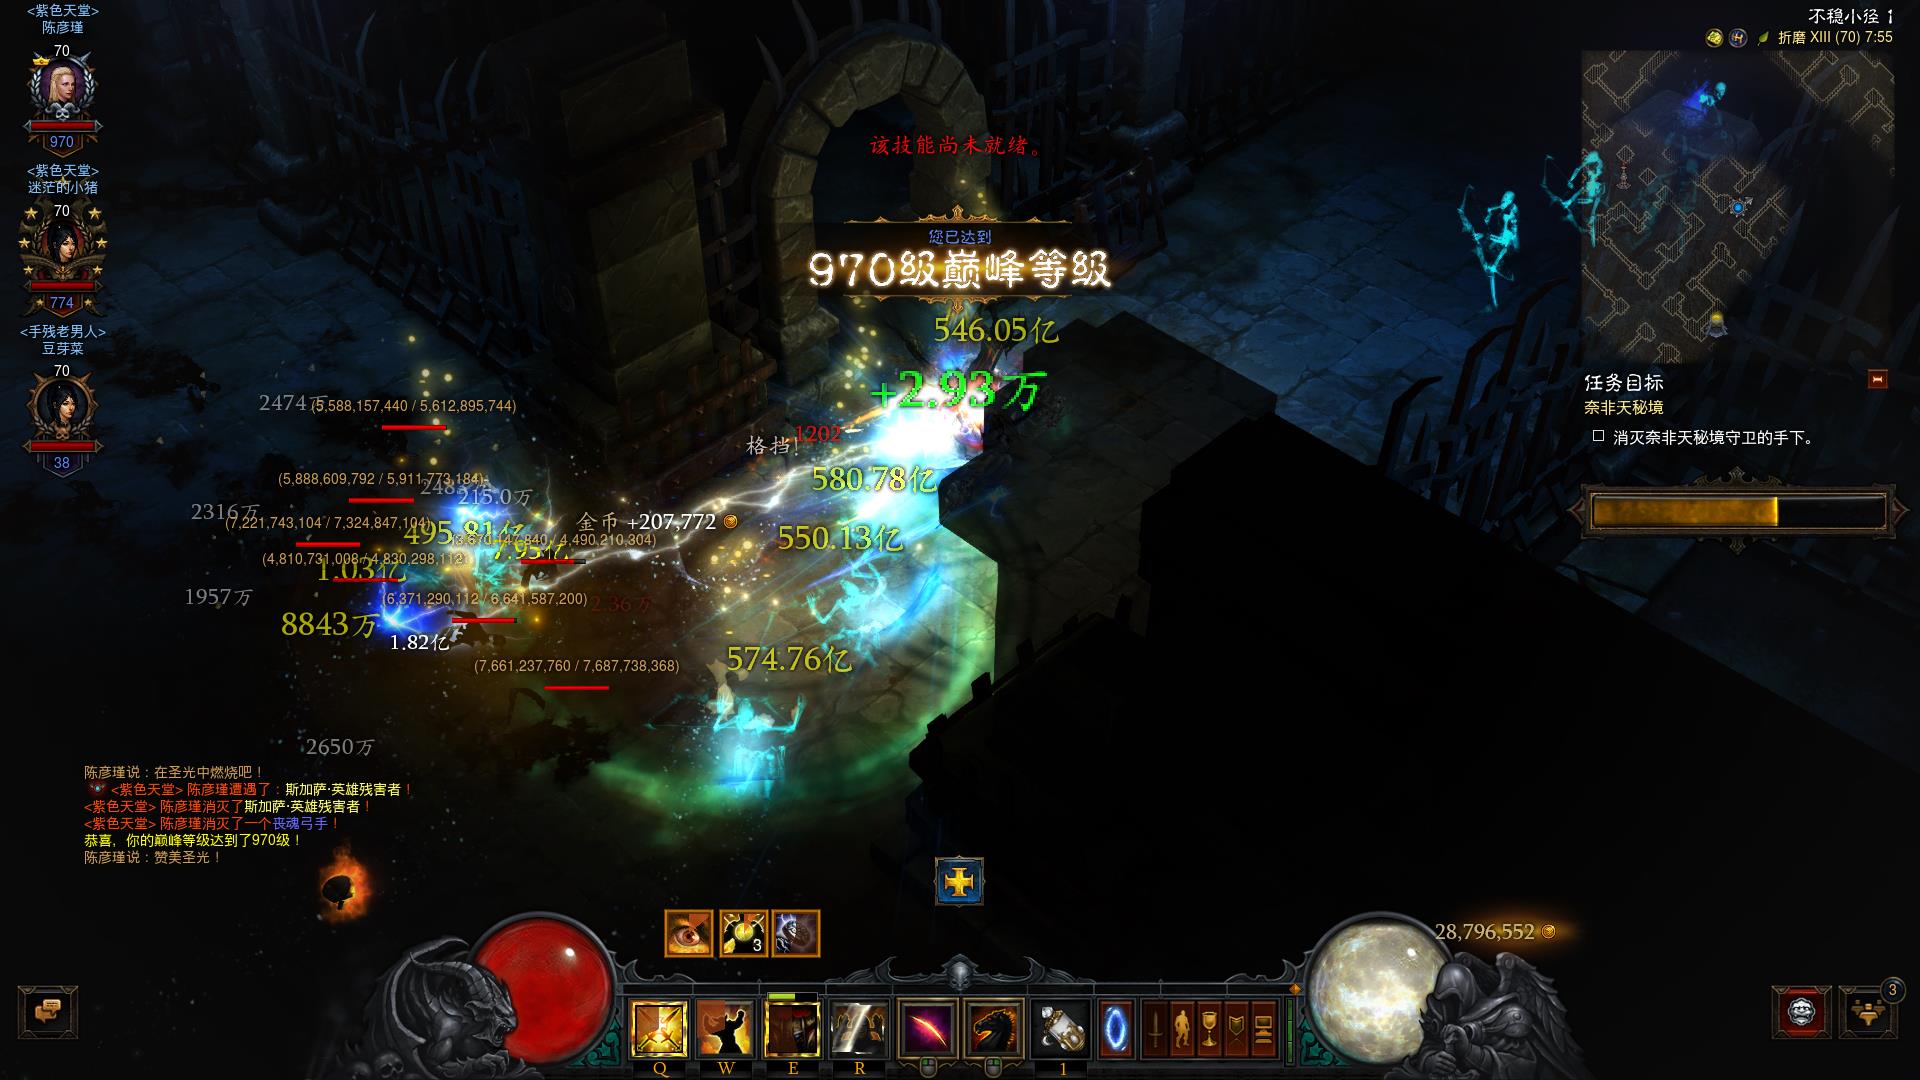 <紫色天堂>
陈彦瑾
70
970
<紫色天堂>
迷茫的小猪
70
774
<手残老男人>
豆芽菜
70
38
不稳小径 1
折磨 XIII (70) 7:55
任务目标
奈非天秘境
消灭奈非天秘境守卫的手下。
该技能尚未就绪。
您已达到
970级巅峰等级
546.05亿
+2.93万
格挡!
1202
580.78亿
550.13亿
574.76亿
金币 +207,772
2474万
(5,588,157,440 / 5,612,895,744)
(5,888,609,792 / 5,911,773,184)
215.0万
2316万
(7,221,743,104 / 7,324,847,104)
495.81亿
7.95亿
(4,810,731,008 / 4,830,298,112)
1.03亿
1957万
(6,371,290,112 / 6,641,587,200)
2.36万
8843万
1.82亿
(7,661,237,760 / 7,687,738,368)
2650万
陈彦瑾说：在圣光中燃烧吧！
<紫色天堂> 陈彦瑾遭遇了：斯加萨·英雄残害者！
<紫色天堂> 陈彦瑾消灭了斯加萨·英雄残害者！
<紫色天堂> 陈彦瑾消灭了一个丧魂弓手！
恭喜，你的巅峰等级达到了970级！
陈彦瑾说：赞美圣光！
3
28,796,552
Q
W
E
R
1
3